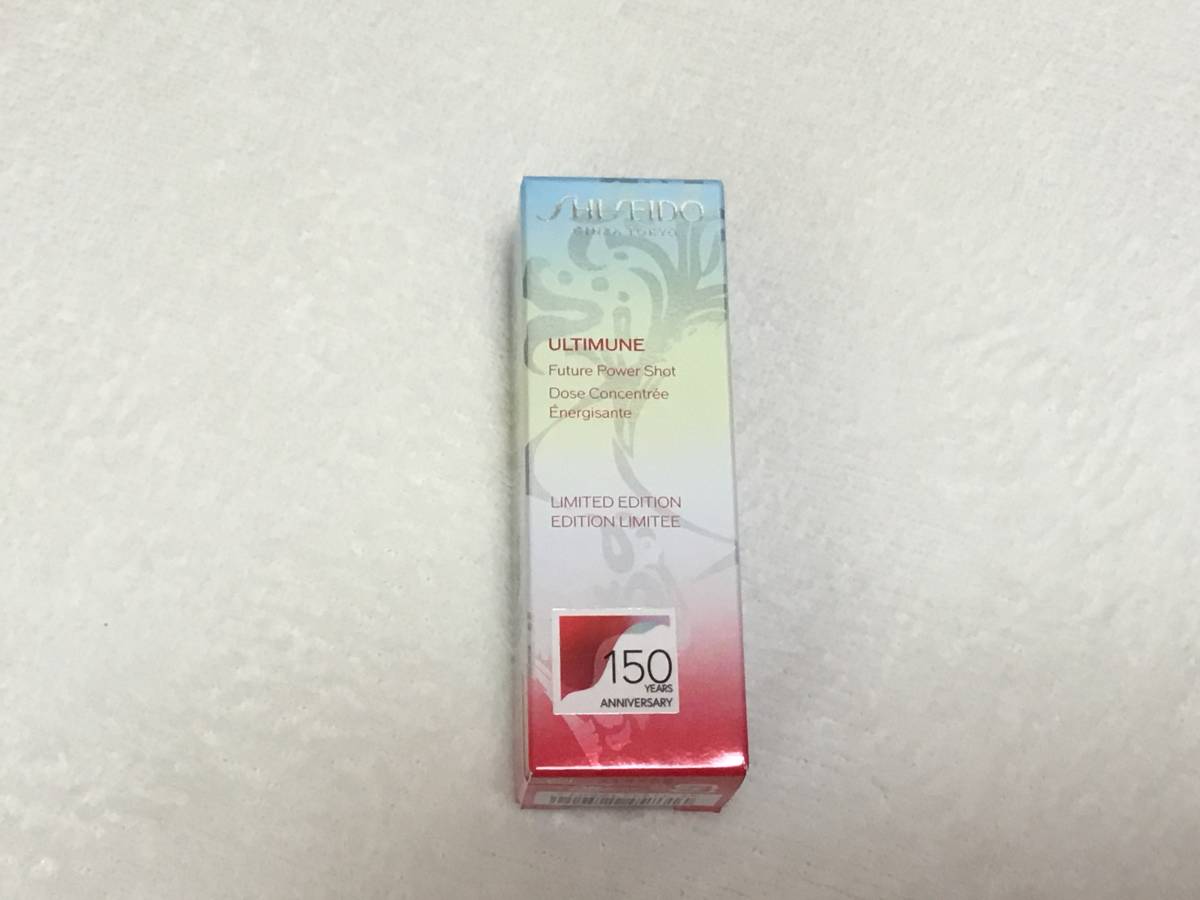 SHISEIDO
GINZA TOKYO
ULTIMUNE
Future Power Shot
Dose Concentrée
Énergisante
LIMITED EDITION
EDITION LIMITEE
150
YEARS
ANNIVERSARY